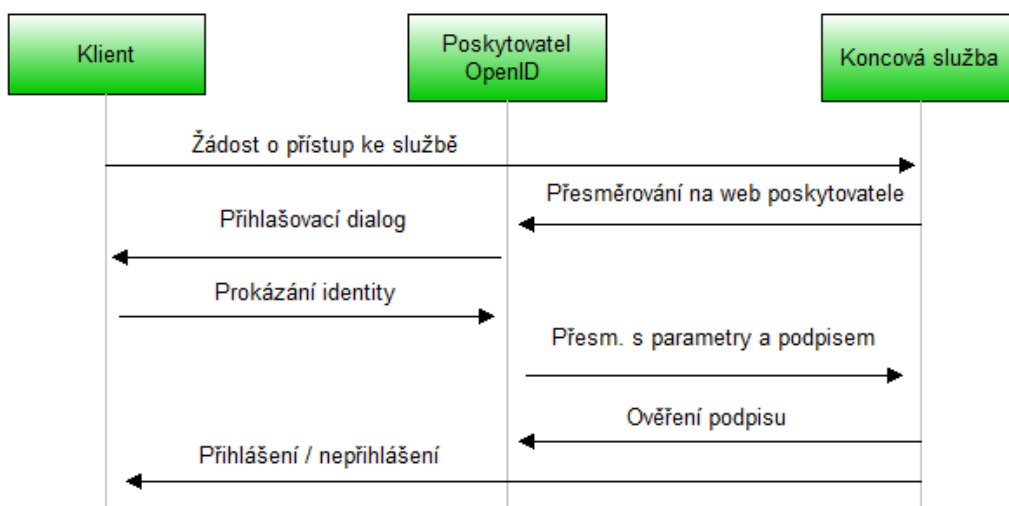 Klient
Poskytovatel
OpenID
Koncová služba
Žádost o přístup ke službě
Přesměrování na web poskytovatele
Přihlašovací dialog
Prokázání identity
Přesm. s parametry a podpisem
Ověření podpisu
Přihlášení / nepřihlášení